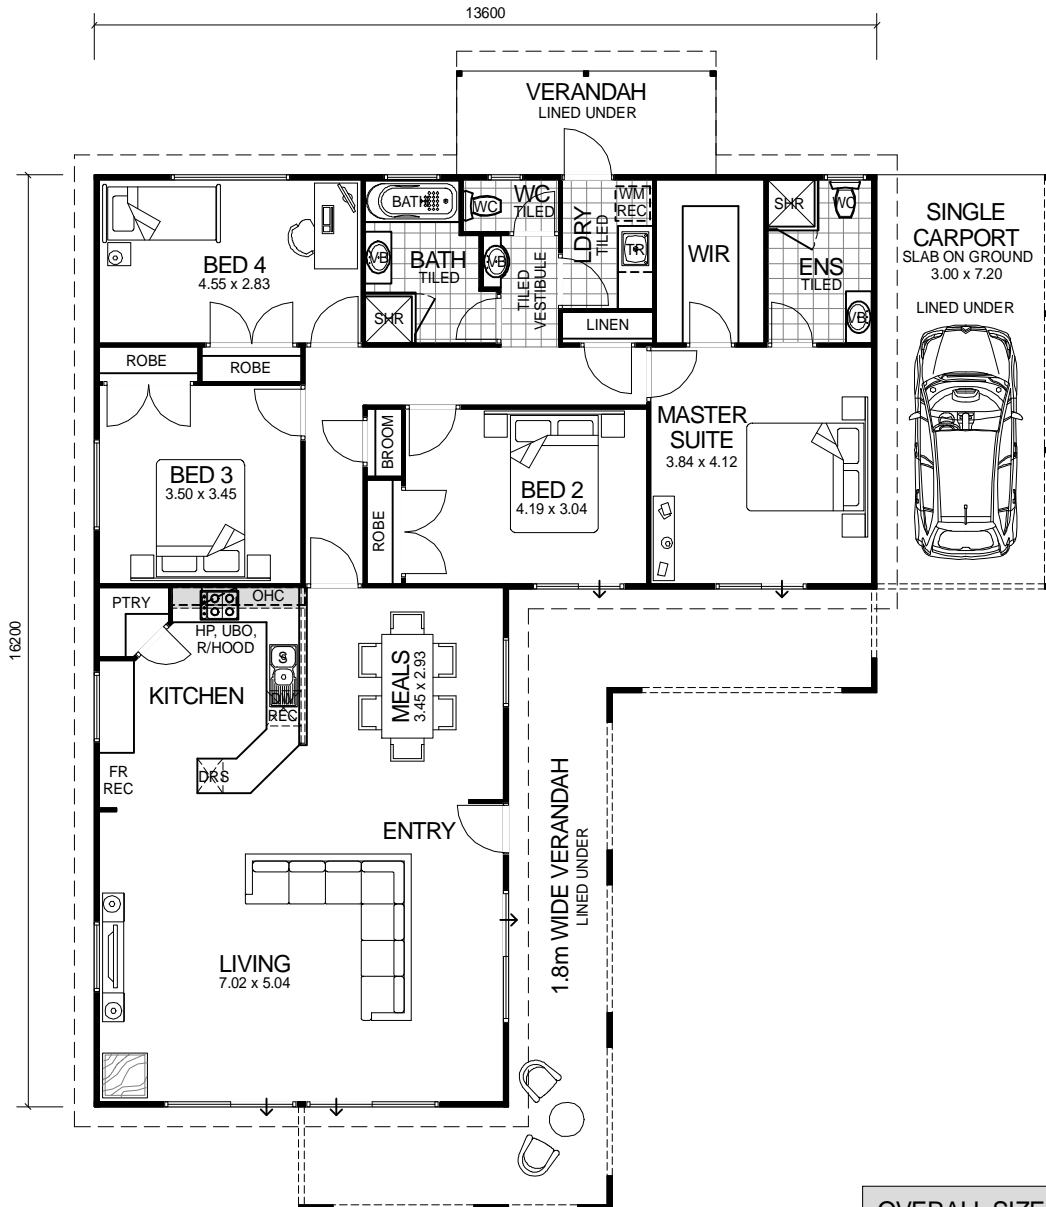 13600
VERANDAH
LINED UNDER
BATH
WC
WC
TILED
LDRY
TILED
WM
REC
TR
SHR
WC
SINGLE
CARPORT
SLAB ON GROUND
3.00 x 7.20
LINED UNDER
BED 4
4.55 x 2.83
VB
BATH
TILED
VB
TILED
VESTIBULE
WIR
ENS
TILED
VB
SHR
LINEN
ROBE
ROBE
BED 3
3.50 x 3.45
BROOM
ROBE
BED 2
4.19 x 3.04
MASTER
SUITE
3.84 x 4.12
16200
PTRY
OHC
HP, UBO,
R/HOOD
S
KITCHEN
DW
REC
MEALS
3.45 x 2.93
FR
REC
DRS
ENTRY
1.8m WIDE VERANDAH
LINED UNDER
LIVING
7.02 x 5.04
OVERALL SIZE